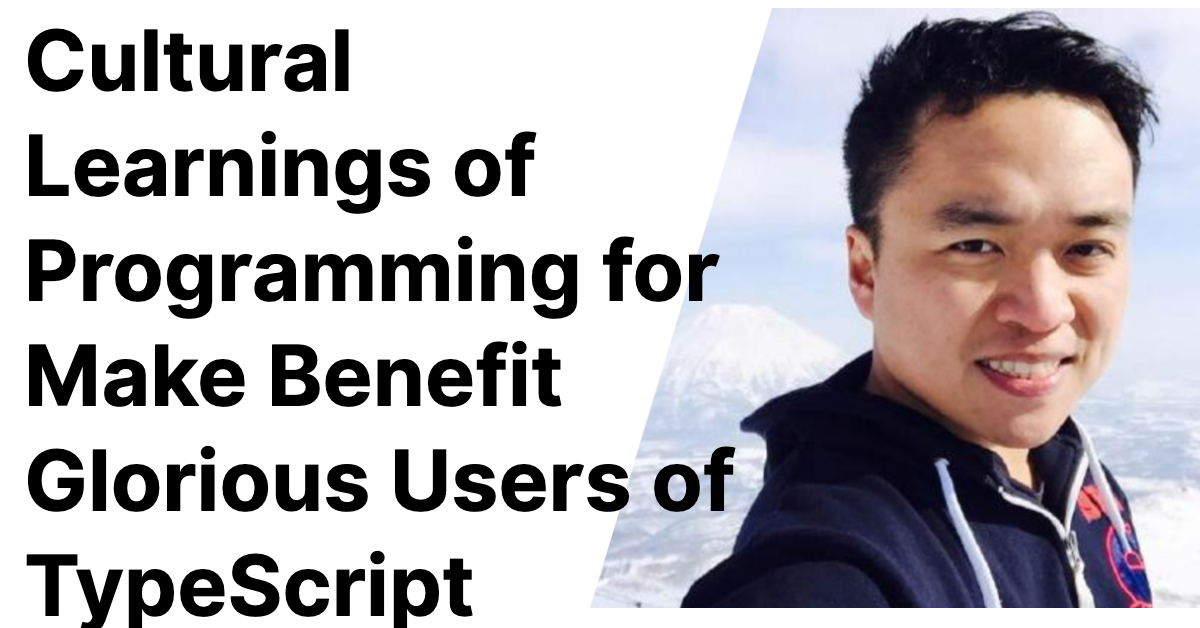 Cultural
Learnings of
Programming for
Make Benefit
Glorious Users of
TypeScript